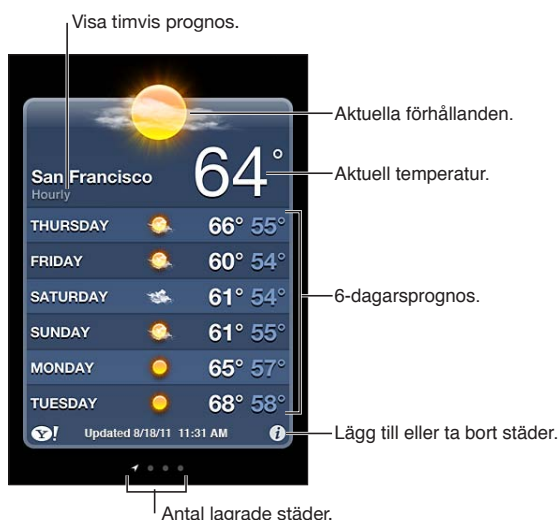 Visa timvis prognos.
Aktuella förhållanden.
San Francisco
Hourly
64°
Aktuell temperatur.
THURSDAY 66° 55°
FRIDAY 60° 54°
SATURDAY 61° 54°
6-dagarsprognos.
SUNDAY 61° 55°
MONDAY 65° 57°
TUESDAY 68° 58°
Y! Updated 8/18/11 11:31 AM i
Lägg till eller ta bort städer.
Antal lagrade städer.